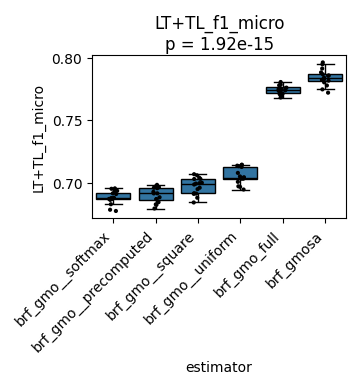 LT+TL_f1_micro
p = 1.92e-15
LT+TL_f1_micro
0.80
0.75
0.70
brf_gmo__softmax
brf_gmo__precomputed
brf_gmo__square
brf_gmo__uniform
brf_gmo_full
brf_gmosa
estimator